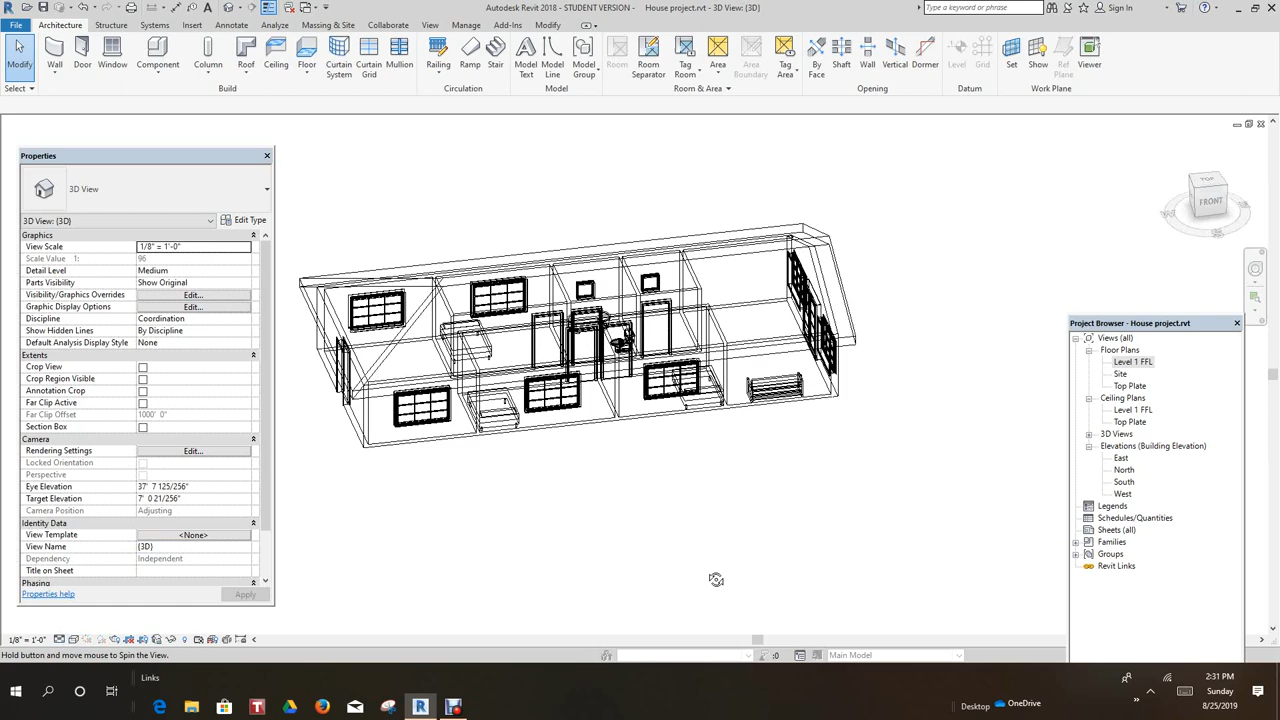 Autodesk Revit 2018 - STUDENT VERSION - House project.rvt - 3D View: {3D}
Type a keyword or phrase
Sign In
File Architecture Structure Systems Insert Annotate Analyze Massing & Site Collaborate View Manage Add-Ins Modify
Modify Wall Door Window Component Column Roof Ceiling Floor Curtain System Curtain Grid Mullion Railing Ramp Stair Model Text Model Line Model Group Room Room Separator Tag Room Area Area Boundary Tag Area By Face Shaft Wall Vertical Dormer Level Grid Set Show Ref Plane Viewer
Select Build Circulation Model Room & Area Opening Datum Work Plane
Properties
3D View
3D View: {3D} Edit Type
Graphics
View Scale 1/8" = 1'-0"
Scale Value 1: 96
Detail Level Medium
Parts Visibility Show Original
Visibility/Graphics Overrides Edit...
Graphic Display Options Edit...
Discipline Coordination
Show Hidden Lines By Discipline
Default Analysis Display Style None
Extents
Crop View
Crop Region Visible
Annotation Crop
Far Clip Active
Far Clip Offset 1000' 0"
Section Box
Camera
Rendering Settings Edit...
Locked Orientation
Perspective
Eye Elevation 37' 7 125/256"
Target Elevation 7' 0 21/256"
Camera Position Adjusting
Identity Data
View Template <None>
View Name {3D}
Dependency Independent
Title on Sheet
Phasing
Properties help Apply
TOP
FRONT
Project Browser - House project.rvt
Views (all)
Floor Plans
Level 1 FFL
Site
Top Plate
Ceiling Plans
Level 1 FFL
Top Plate
3D Views
Elevations (Building Elevation)
East
North
South
West
Legends
Schedules/Quantities
Sheets (all)
Families
Groups
Revit Links
1/8" = 1'-0"
Hold button and move mouse to Spin the View.
:0
Main Model
Links
Desktop
OneDrive
2:31 PM
Sunday
8/25/2019